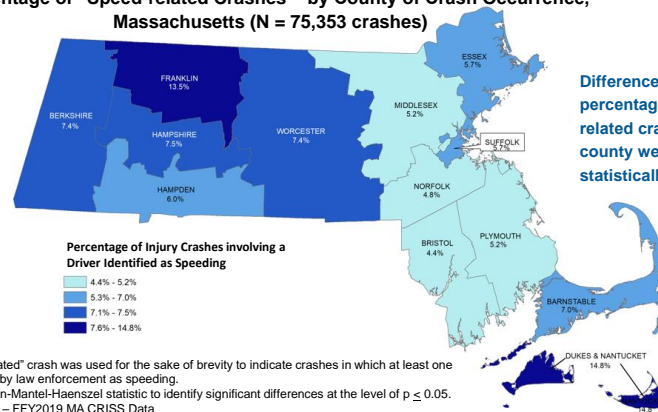 entage of "Speed-related Crashes" by County of Crash Occurrence,
Massachusetts (N = 75,353 crashes)
ESSEX
5.7%
FRANKLIN
13.5%
Difference
percentag
related cra
county we
statistically
MIDDLESEX
5.2%
BERKSHIRE
7.4%
HAMPSHIRE
7.5%
WORCESTER
7.4%
SUFFOLK
5.7%
HAMPDEN
6.0%
NORFOLK
4.8%
BRISTOL
4.4%
PLYMOUTH
5.2%
Percentage of Injury Crashes involving a
Driver Identified as Speeding
4.4% - 5.2%
5.3% - 7.0%
7.1% - 7.5%
7.6% - 14.8%
BARNSTABLE
7.0%
DUKES & NANTUCKET
14.8%
14.8%
ated" crash was used for the sake of brevity to indicate crashes in which at least one
by law enforcement as speeding.
n-Mantel-Haenszel statistic to identify significant differences at the level of p < 0.05.
– FFY2019 MA CRISS Data